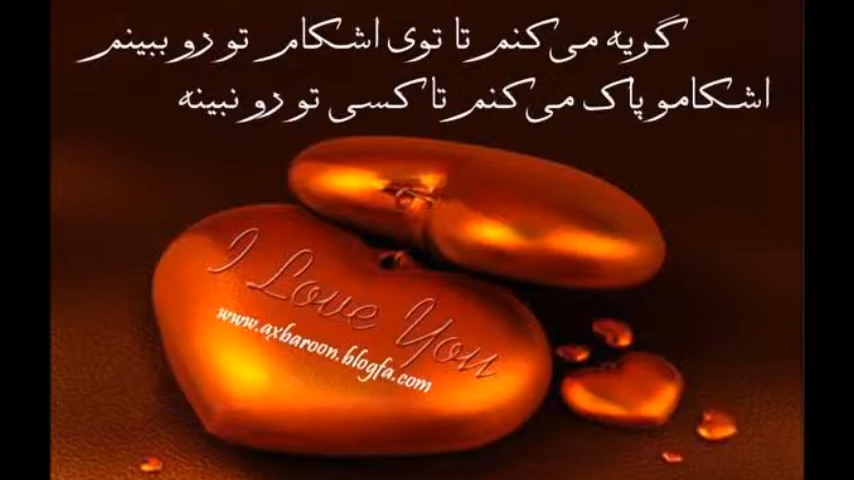 گریه می‌کنم تا توی اشکام تو رو ببینم
اشکامو پاک می‌کنم تا کسی تو رو نبینه
I Love You
www.axbaroon.blogfa.com